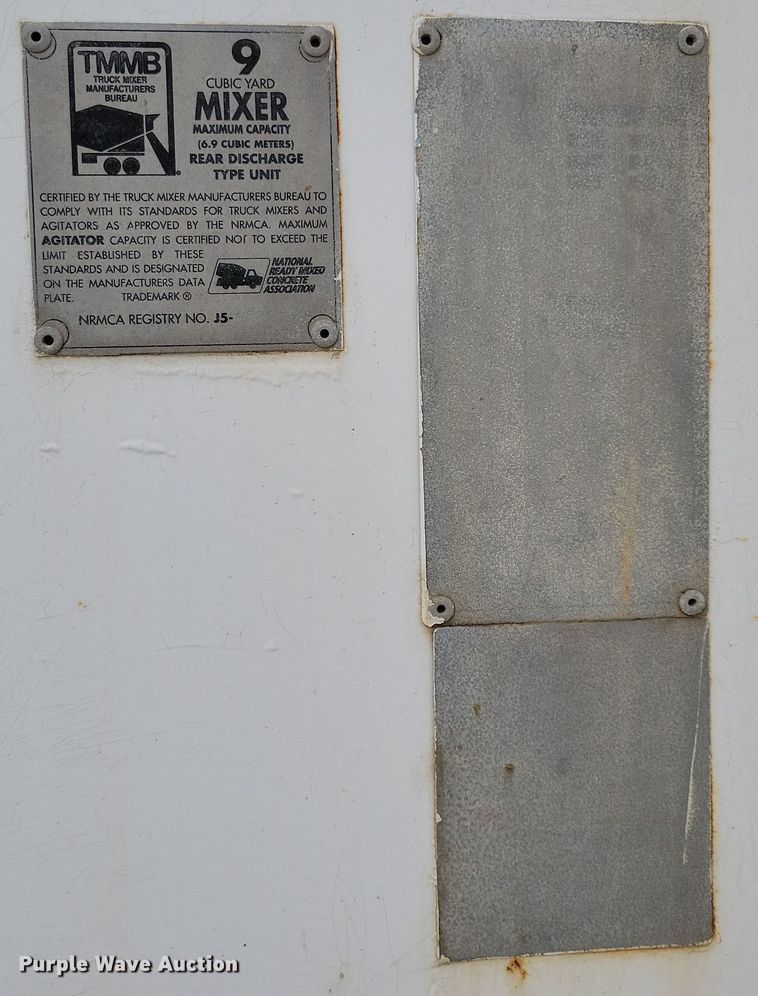 TMMB
TRUCK MIXER
MANUFACTURERS
BUREAU
9
CUBIC YARD
MIXER
MAXIMUM CAPACITY
(6.9 CUBIC METERS)
REAR DISCHARGE
TYPE UNIT
CERTIFIED BY THE TRUCK MIXER MANUFACTURERS BUREAU TO
COMPLY WITH ITS STANDARDS FOR TRUCK MIXERS AND
AGITATORS AS APPROVED BY THE NRMCA. MAXIMUM
AGITATOR CAPACITY IS CERTIFIED NOT TO EXCEED THE
LIMIT ESTABLISHED BY THESE
STANDARDS AND IS DESIGNATED
ON THE MANUFACTURERS DATA
PLATE. TRADEMARK ®
NATIONAL
READY MIXED
CONCRETE
ASSOCIATION
NRMCA REGISTRY NO. J5-
Purple Wave Auction